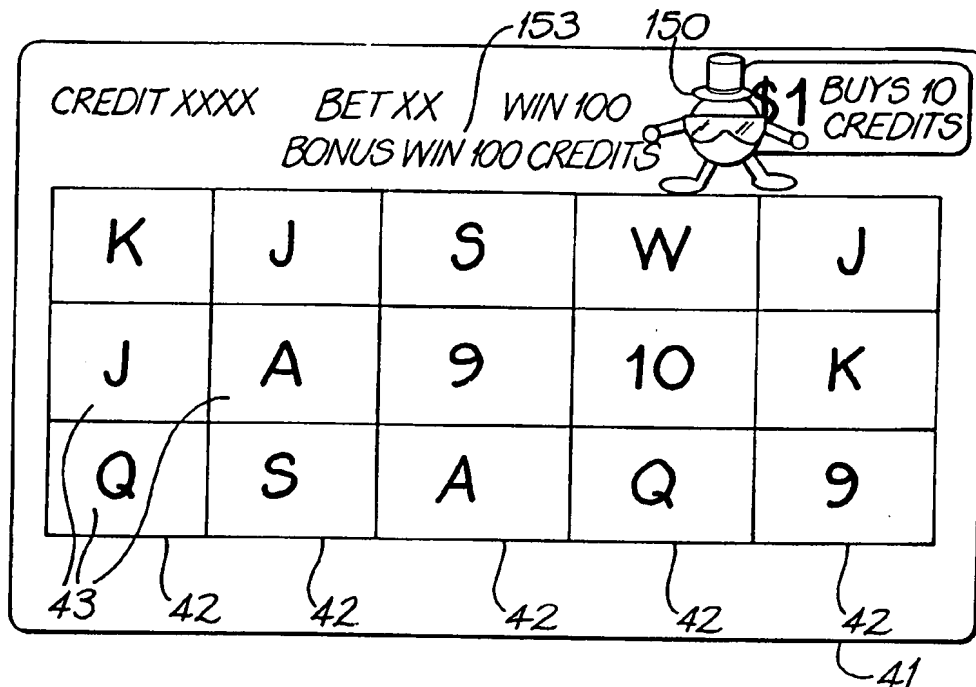 153 150
CREDIT XXXX BET XX WIN 100 $1 BUYS 10
CREDITS
BONUS WIN 100 CREDITS
K J S W J
J A 9 10 K
Q S A Q 9
43 42 42 42 42 42
41